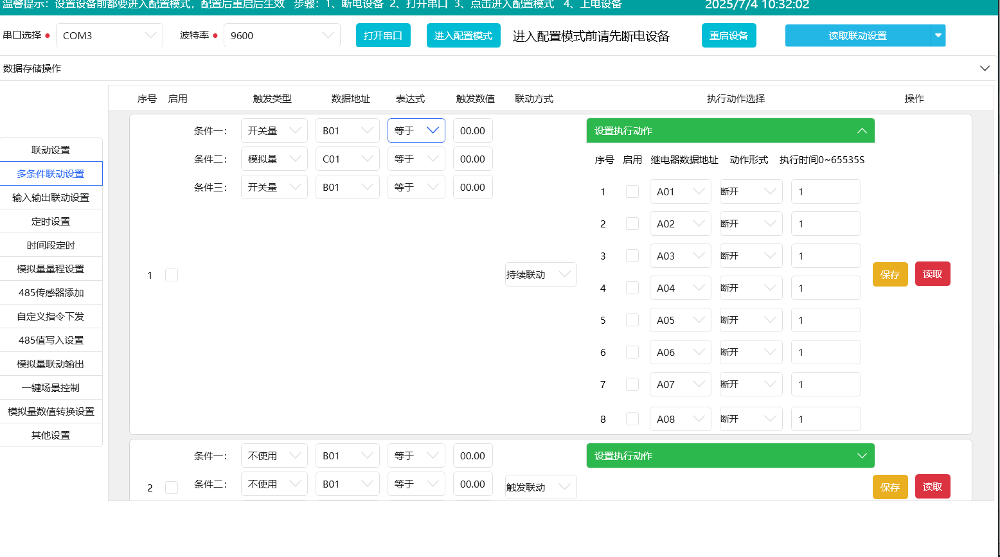 温馨提示：设置设备前都要进入配置模式，配置后重启后生效 步骤：1、断电设备 2、打开串口 3、点击进入配置模式 4、上电设备 2025/7/4 10:32:02
串口选择 COM3 波特率 9600 打开串口 进入配置模式 进入配置模式前请先断电设备 重启设备 读取联动设置
数据存储操作
序号 启用 触发类型 数据地址 表达式 触发数值 联动方式 执行动作选择 操作
联动设置
多条件联动设置
输入输出联动设置
定时设置
时间段定时
模拟量量程设置
485传感器添加
自定义指令下发
485值写入设置
模拟量联动输出
一键场景控制
模拟量数值转换设置
其他设置
条件一： 开关量 B01 等于 00.00 设置执行动作
条件二： 模拟量 C01 等于 00.00
条件三： 开关量 B01 等于 00.00
序号 启用 继电器数据地址 动作形式 执行时间0~65535S
1 A01 断开 1
2 A02 断开 1
3 A03 断开 1
1 持续联动 保存 读取
4 A04 断开 1
5 A05 断开 1
6 A06 断开 1
7 A07 断开 1
8 A08 断开 1
条件一： 不使用 B01 等于 00.00 设置执行动作
条件二： 不使用 B01 等于 00.00
2 触发联动 保存 读取